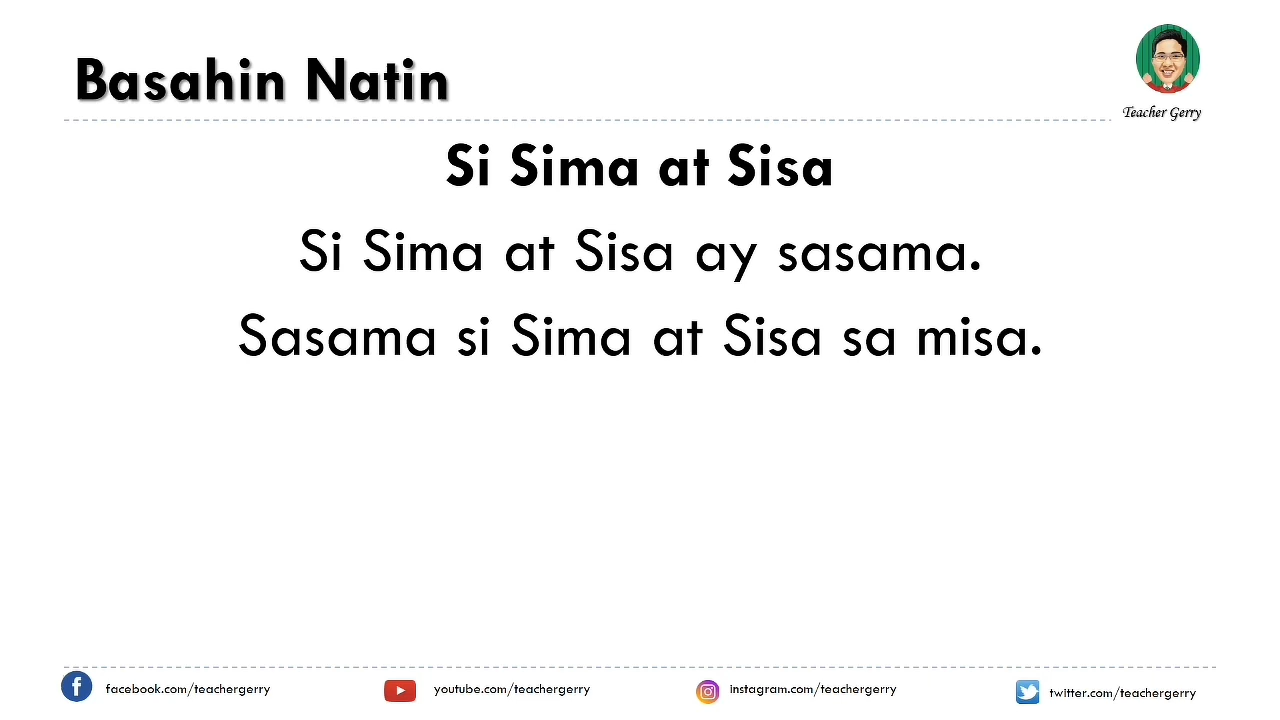 Basahin Natin
Teacher Gerry
Si Sima at Sisa
Si Sima at Sisa ay sasama.
Sasama si Sima at Sisa sa misa.
facebook.com/teachergerry
youtube.com/teachergerry
instagram.com/teachergerry
twitter.com/teachergerry